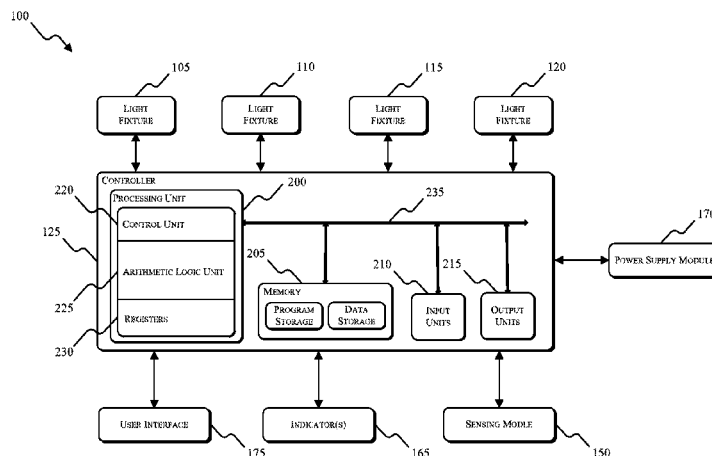 100
105
110
115
120
LIGHT
FIXTURE
LIGHT
FIXTURE
LIGHT
FIXTURE
LIGHT
FIXTURE
CONTROLLER
PROCESSING UNIT
200
220
CONTROL UNIT
235
170
125
205
210
215
POWER SUPPLY MODULE
ARITHMETIC LOGIC UNIT
225
MEMORY
PROGRAM
STORAGE
DATA
STORAGE
INPUT
UNITS
OUTPUT
UNITS
REGISTERS
230
USER INTERFACE
INDICATOR(S)
SENSING MODLE
175
165
150